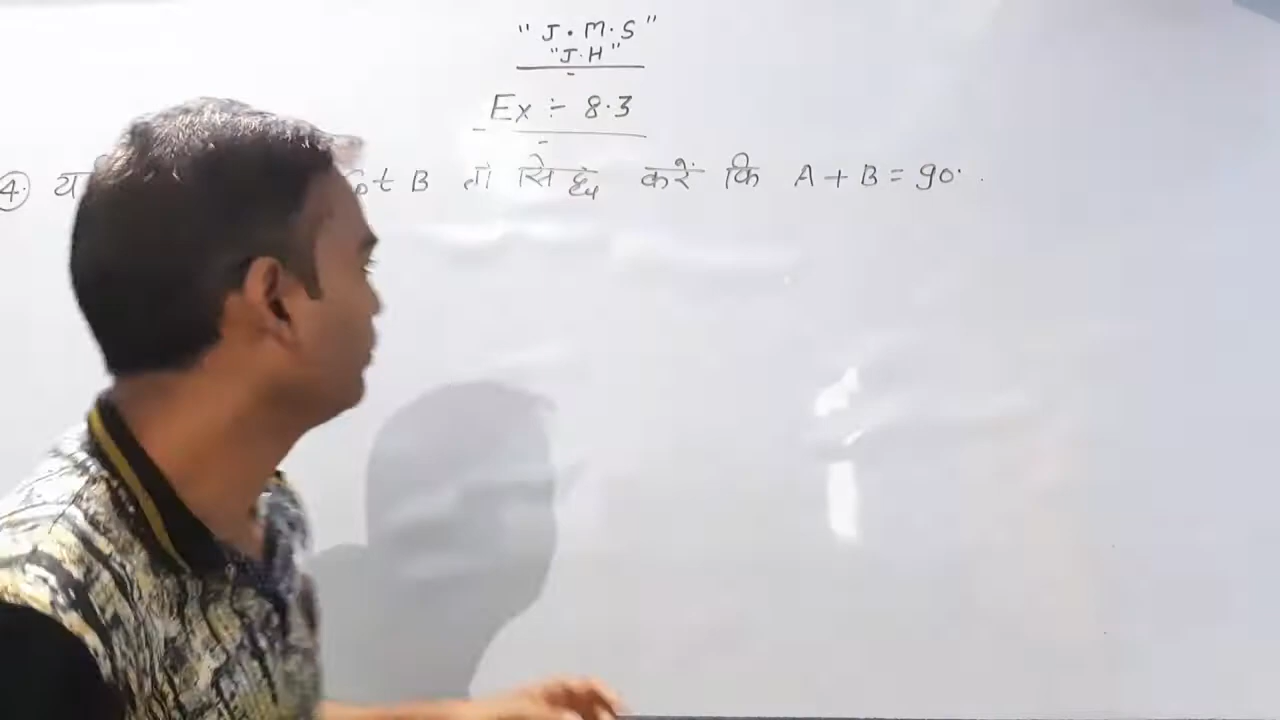 " J . M . S "
"J . H"
Ex ÷ 8.3
④ B तो सिद्ध करें कि A + B = 90° .